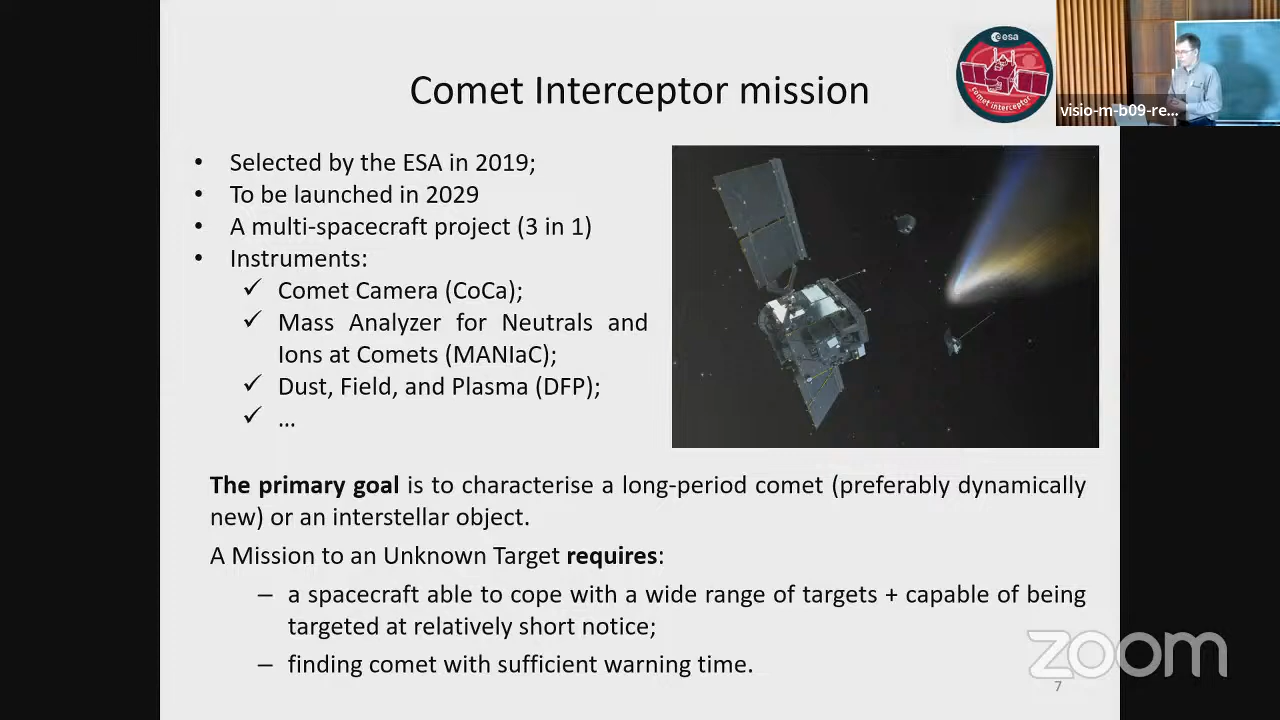 Comet Interceptor mission
esa
comet interceptor
visio-m-b09-re...
• Selected by the ESA in 2019;
• To be launched in 2029
• A multi-spacecraft project (3 in 1)
• Instruments:
✓ Comet Camera (CoCa);
✓ Mass Analyzer for Neutrals and
Ions at Comets (MANIaC);
✓ Dust, Field, and Plasma (DFP);
✓ ...
The primary goal is to characterise a long-period comet (preferably dynamically
new) or an interstellar object.
A Mission to an Unknown Target requires:
– a spacecraft able to cope with a wide range of targets + capable of being
targeted at relatively short notice;
– finding comet with sufficient warning time.
zoom
7